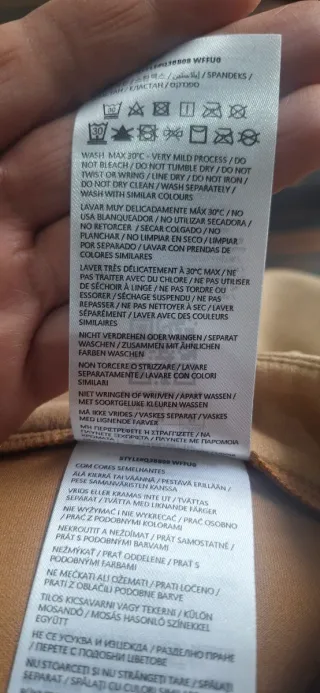 WFFU0
/ SPANDEKS /
КЛАСТАН /
30
30
WASH MAX 30°C - VERY MILD PROCESS / DO
NOT BLEACH / DO NOT TUMBLE DRY / DO NOT
TWIST OR WRING / LINE DRY / DO NOT IRON /
DO NOT DRY CLEAN / WASH SEPARATELY /
WASH WITH SIMILAR COLOURS
LAVAR MUY DELICADAMENTE MÁX 30°C / NO
USA BLANQUEADOR / NO UTILIZAR SECADORA /
NO RETORCER / SECAR COLGADO / NO
PLANCHAR / NO LIMPIAR EN SECO / LIMPIAR
POR SEPARADO / LAVAR CON PRENDAS DE
COLORES SIMILARES
LAVER TRÈS DÉLICATEMENT À 30°C MAX / NE
PAS TRAITER AVEC DU CHLORE / NE PAS UTILISER
DE SÉCHOIR À LINGE / NE PAS TORDRE OU
ESSORER / SÉCHAGE SUSPENDU / NE PAS
REPASSER / NE PAS NETTOYER À SEC / LAVER
SÉPARÉMENT / LAVER AVEC DES COULEURS
SIMILAIRES
NICHT VERDREHEN ODER WRINGEN / SEPARAT
WASCHEN / ZUSAMMEN MIT ÄHNLICHEN
FARBEN WASCHEN
NON TORCERE O STRIZZARE / LAVARE
SEPARATAMENTE / LAVARE CON COLORI
SIMILARI
NIET WRINGEN OF WRIJVEN / APART WASSEN /
MET SOORTGELIJKE KLEUREN WASSEN
MÅ IKKE VRIDES / VASKES SEPARAT / VASKES
MED LIGNENDE FARVER
WFFU0
COM CORES SEMELHANTES
ÄLÄ KIERRÄ TAI VÄÄNNÄ / PESTÄVÄ ERILLÄÄN /
PESE SAMANVÄRISTEN KANSSA
VRIDS ELLER KRAMAS INTE UT / TVÄTTAS
SEPARAT / TVÄTTA MED LIKNANDE FÄRGER
NIE WYŻYMAĆ I NIE WYKRĘCAĆ / PRAĆ OSOBNO
/ PRAĆ Z PODOBNYMI KOLORAMI
NEKROUTIT A NEŽDÍMAT / PRÁT SAMOSTATNĚ /
PRÁT S PODOBNÝMI BARVAMI
NEŽMÝKAŤ / PRAŤ ODDELENE / PRAŤ S
PODOBNÝMI FARBAMI
NE MEČKATI ALI OŽEMATI / PRATI LOČENO /
PRATI Z OBLAČILI PODOBNE BARVE
TILOS KICSAVARNI VAGY TEKERNI / KÜLÖN
MOSANDÓ / MOSÁS HASONLÓ SZÍNEKKEL
EGYÜTT
НЕ СЕ УСУКВА И ИЗЦЕЖДА / РАЗДЕЛНО ПРАНЕ
/ ПЕРЕТЕ С ПОДОБНИ ЦВЕТОВЕ
NU STOARCEȚI ȘI NU STRÂNGEȚI TARE / SPĂLAȚI
SEPARAT / SPĂLAȚI CU CULORI